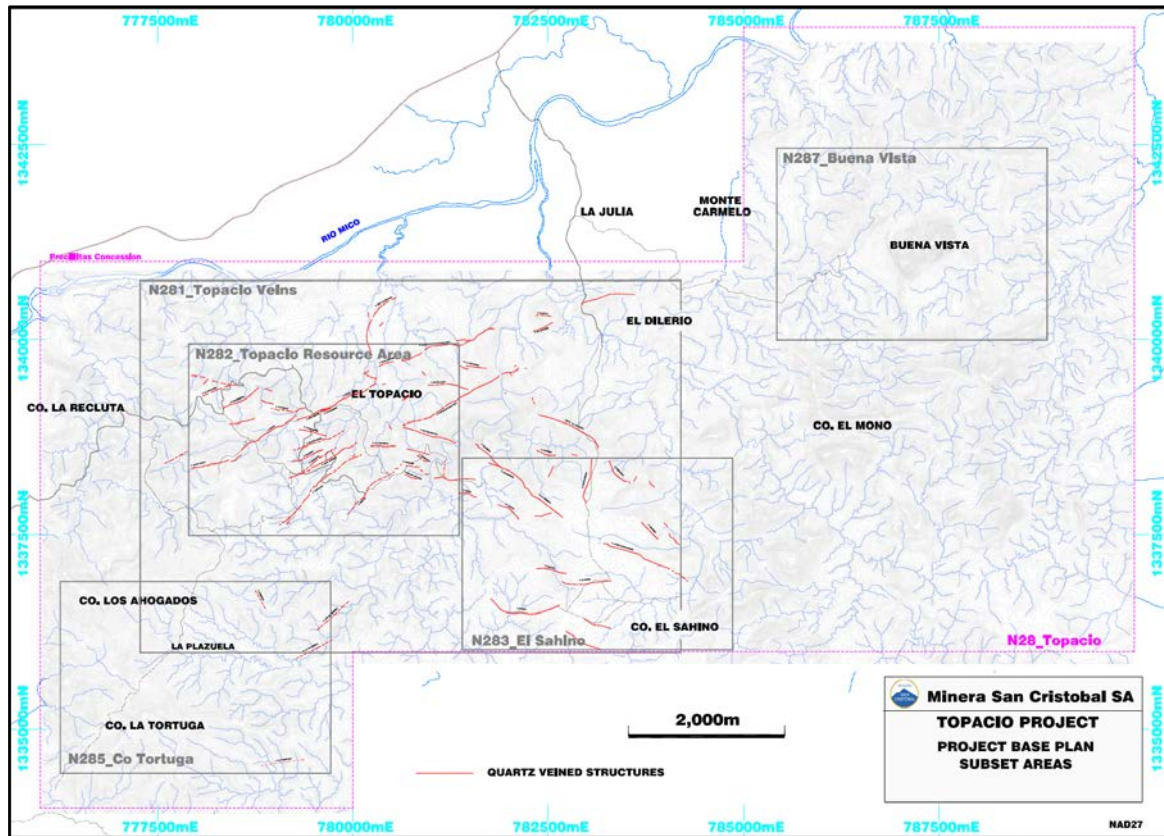 777500mE
780000mE
782500mE
785000mE
787500mE
1342500mN
1342500mN
N287_Buena Vista
MONTE
CARMELO
LA JULIA
RIO MICO
BUENA VISTA
Concession
N281_Topacio Veins
EL DILERIO
1340000mN
1340000mN
N282_Topacio Resource Area
EL TOPACIO
CO. LA RECLUTA
CO. EL MONO
1337500mN
1337500mN
CO. LOS AHOGADOS
CO. EL SAHINO
LA PLAZUELA
N283_El Sahino
N28_Topacio
Minera San Cristobal SA
2,000m
TOPACIO PROJECT
CO. LA TORTUGA
PROJECT BASE PLAN
SUBSET AREAS
1335000mN
1335000mN
N285_Co Tortuga
QUARTZ VEINED STRUCTURES
777500mE
780000mE
782500mE
785000mE
787500mE
NAD27